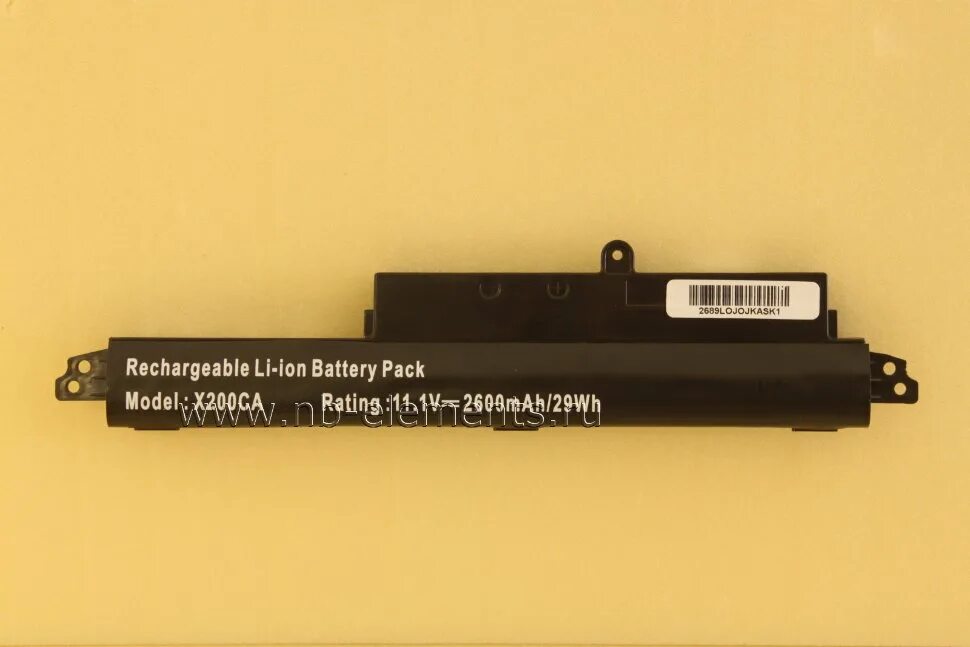 2689LOJOJKASK1
Rechargeable Li-ion Battery Pack
Model: X200CA Rating:11.1V⎓2600mAh/29Wh
www.nb-elements.ru